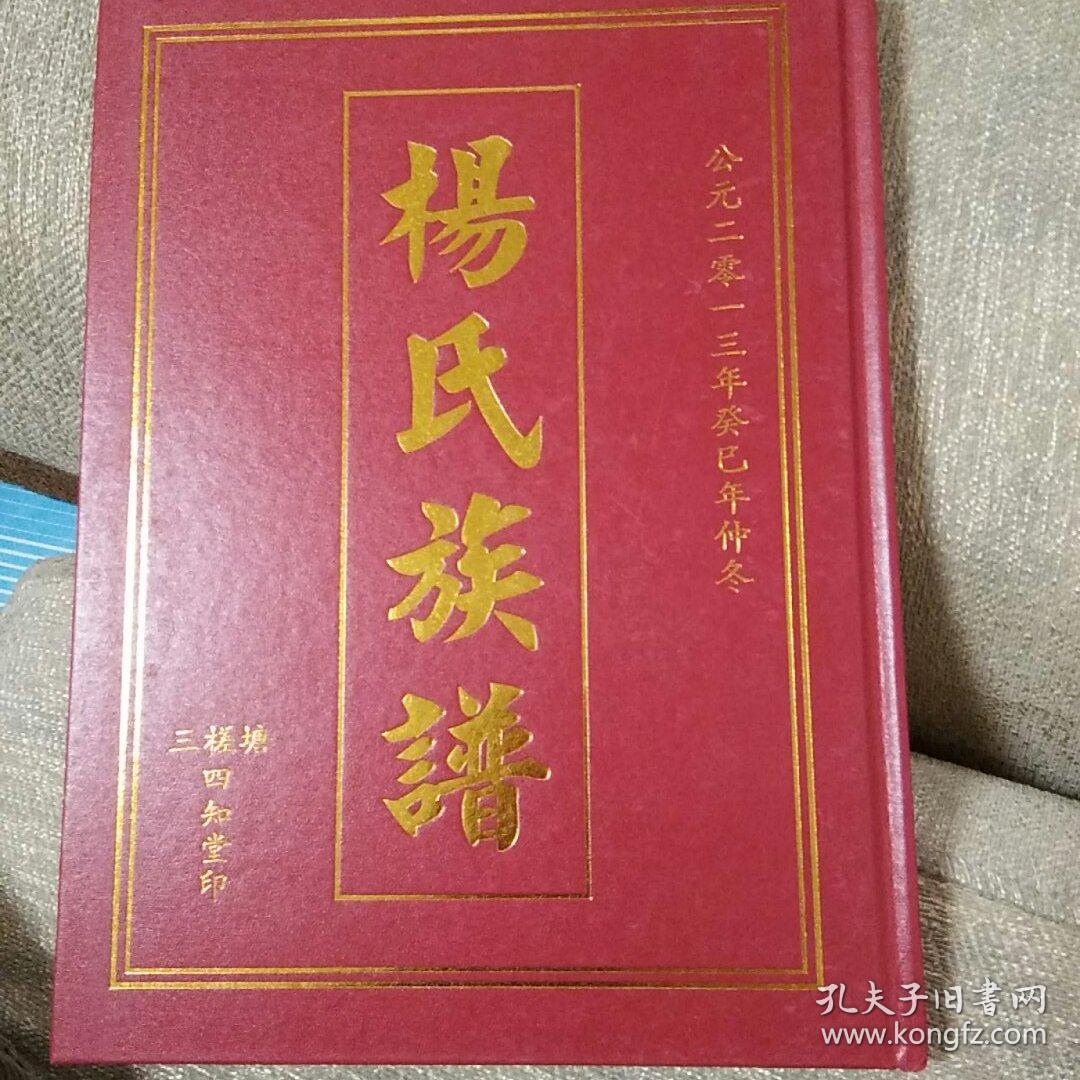 公元二零一三年癸巳年仲冬
楊氏族譜
塘槎三
四知堂印
孔夫子旧書网
www.kongfz.com